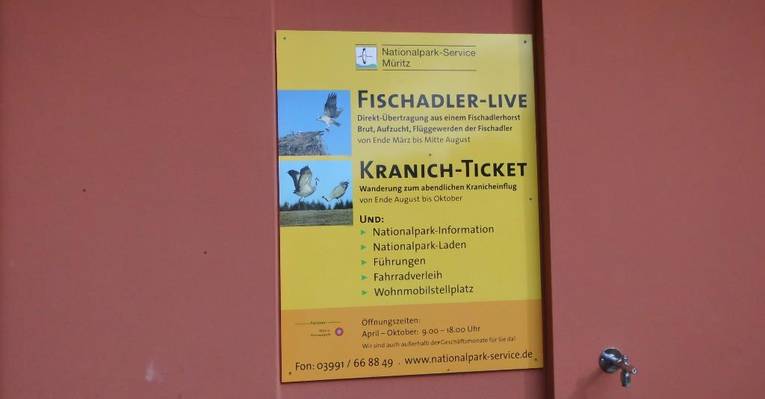 Nationalpark-Service
Müritz
FISCHADLER-LIVE
Direkt-Übertragung aus einem Fischadlerhorst
Brut, Aufzucht, Flüggewerden der Fischadler
von Ende März bis Mitte August
KRANICH-TICKET
Wanderung zum abendlichen Kranicheinflug
von Ende August bis Oktober
UND:
Nationalpark-Information
Nationalpark-Laden
Führungen
Fahrradverleih
Wohnmobilstellplatz
Öffnungszeiten:
April – Oktober: 9.00 – 18.00 Uhr
Wir sind auch außerhalb der Geschäftsmonate für Sie da!
Fon: 03991 / 66 88 49 . www.nationalpark-service.de